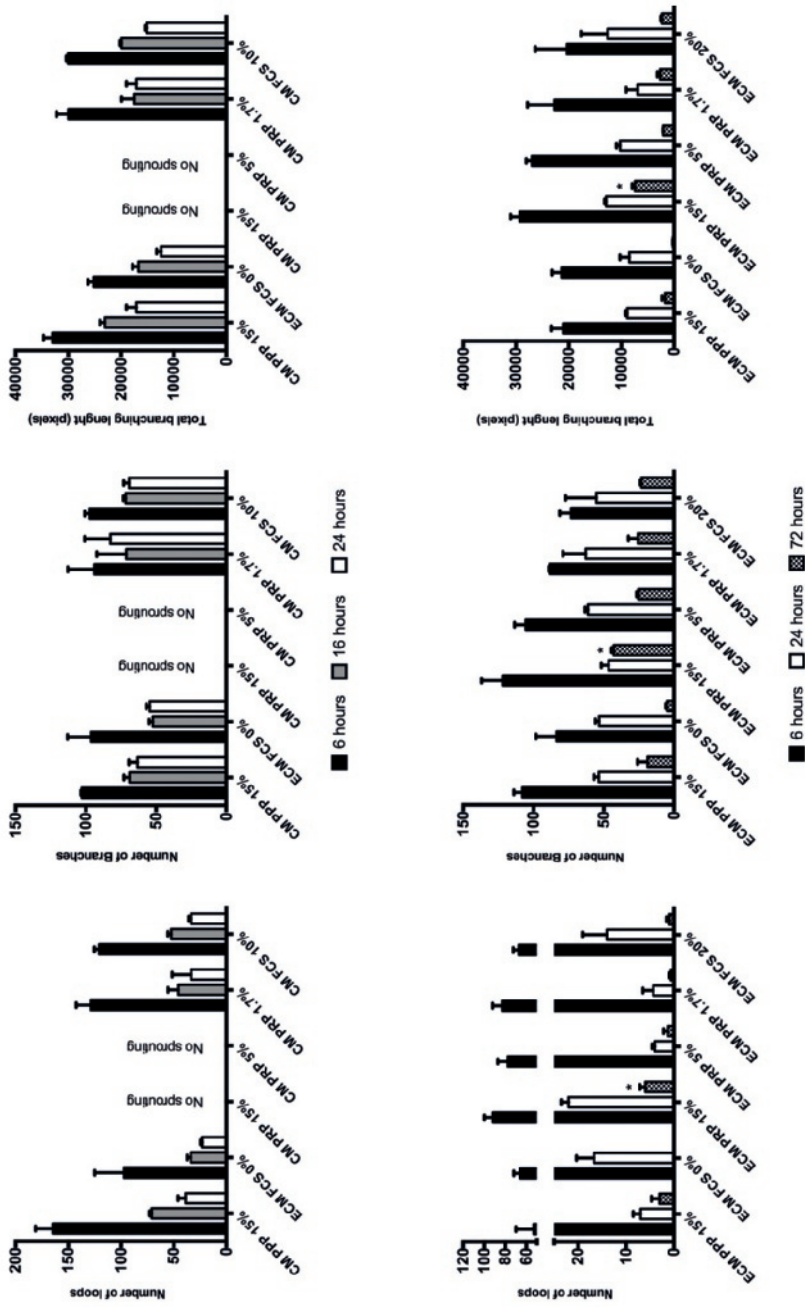 Number of loops
200
150
100
50
0
No sprouting
No sprouting
CM PPP 15%
ECM FCS 0%
CM PRP 15%
CM PRP 5%
CM PRP 1.7%
CM FCS 10%
Number of Branches
150
100
50
0
No sprouting
No sprouting
CM PPP 15%
ECM FCS 0%
CM PRP 15%
CM PRP 5%
CM PRP 1.7%
CM FCS 10%
Total branching lenght (pixels)
40000
30000
20000
10000
0
No sprouting
No sprouting
CM PPP 15%
ECM FCS 0%
CM PRP 15%
CM PRP 5%
CM PRP 1.7%
CM FCS 10%
6 hours 16 hours 24 hours
Number of loops
120
100
80
60
20
10
0
*
ECM PPP 15%
ECM FCS 0%
ECM PRP 15%
ECM PRP 5%
ECM PRP 1.7%
ECM FCS 20%
Number of Branches
150
100
50
0
*
ECM PPP 15%
ECM FCS 0%
ECM PRP 15%
ECM PRP 5%
ECM PRP 1.7%
ECM FCS 20%
Total branching lenght (pixels)
40000
30000
20000
10000
0
*
ECM PPP 15%
ECM FCS 0%
ECM PRP 15%
ECM PRP 5%
ECM PRP 1.7%
ECM FCS 20%
6 hours 24 hours 72 hours